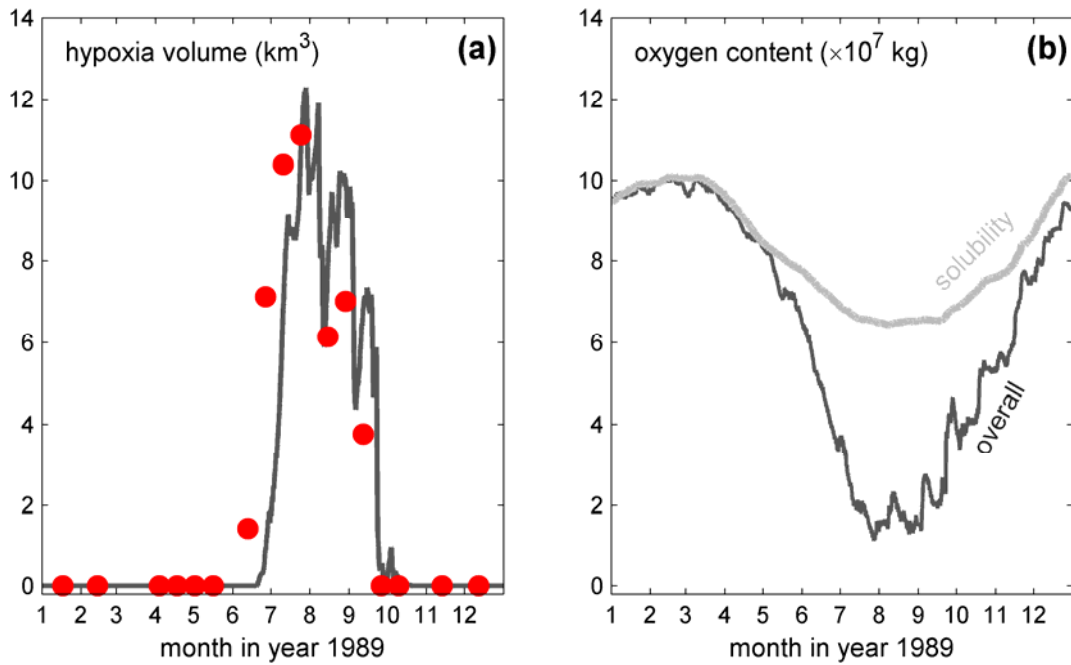 hypoxia volume (km³) (a)
14
12
10
8
6
4
2
0
1 2 3 4 5 6 7 8 9 10 11 12
month in year 1989
oxygen content (×10⁷ kg) (b)
14
12
10
8
6
4
2
0
solubility
overall
1 2 3 4 5 6 7 8 9 10 11 12
month in year 1989